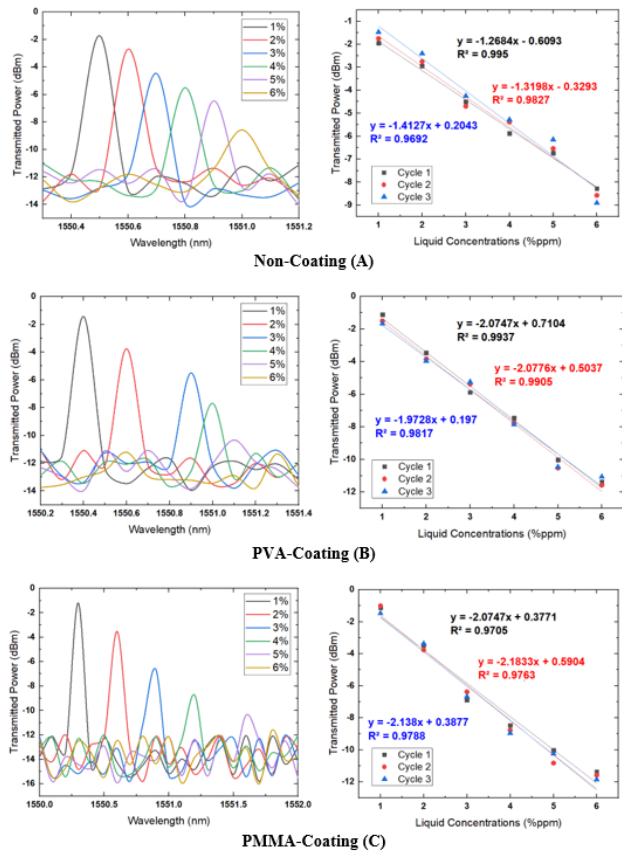 0
-2
-4
-6
-8
-10
-12
-14
1550.4
1550.6
1550.8
1551.0
1551.2
Transmitted Power (dBm)
Wavelength (nm)
1%
2%
3%
4%
5%
6%
-1
-2
-3
-4
-5
-6
-7
-8
-9
1 2 3 4 5 6
Transmitted Power (dBm)
Liquid Concentrations (%ppm)
y = -1.2684x - 0.6093
R² = 0.995
y = -1.3198x - 0.3293
R² = 0.9827
y = -1.4127x + 0.2043
R² = 0.9692
Cycle 1
Cycle 2
Cycle 3
Non-Coating (A)
0
-2
-4
-6
-8
-10
-12
-14
1550.2 1550.4 1550.6 1550.8 1551.0 1551.2 1551.4
Transmitted Power (dBm)
Wavelength (nm)
1%
2%
3%
4%
5%
6%
0
-2
-4
-6
-8
-10
-12
1 2 3 4 5 6
Transmitted Power (dBm)
Liquid Concentrations (%ppm)
y = -2.0747x + 0.7104
R² = 0.9937
y = -2.0776x + 0.5037
R² = 0.9905
y = -1.9728x + 0.197
R² = 0.9817
Cycle 1
Cycle 2
Cycle 3
PVA-Coating (B)
0
-2
-4
-6
-8
-10
-12
-14
-16
1550.0 1550.5 1551.0 1551.5 1552.0
Transmitted Power (dBm)
Wavelength (nm)
1%
2%
3%
4%
5%
6%
0
-2
-4
-6
-8
-10
-12
1 2 3 4 5 6
Transmitted Power (dBm)
Liquid Concentrations (%ppm)
y = -2.0747x + 0.3771
R² = 0.9705
y = -2.1833x + 0.5904
R² = 0.9763
y = -2.138x + 0.3877
R² = 0.9788
Cycle 1
Cycle 2
Cycle 3
PMMA-Coating (C)